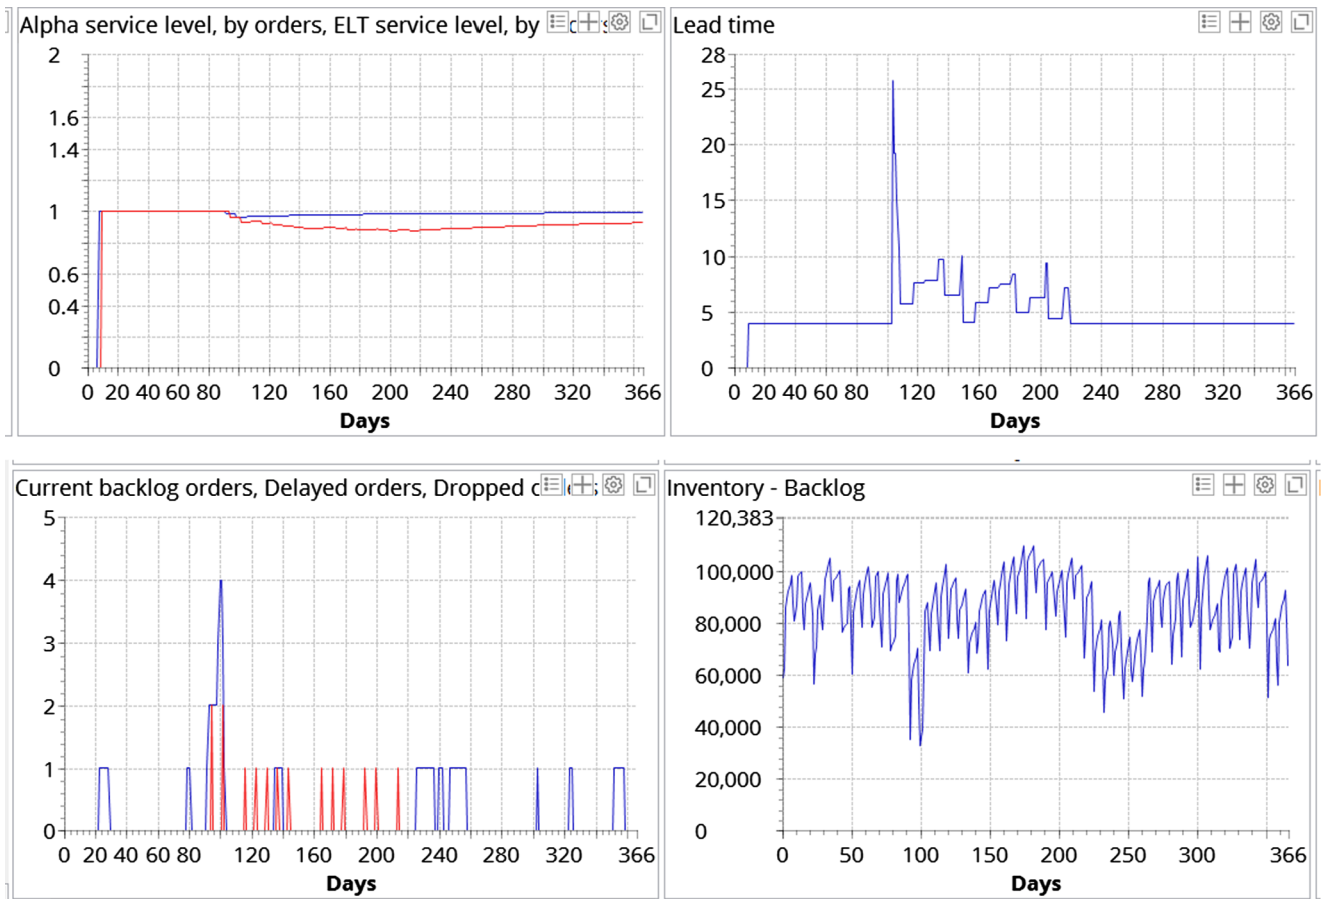 Alpha service level, by orders, ELT service level, by
Lead time
2
1.6
1.4
1
0.6
0.4
0
0 20 40 60 80 120 160 200 240 280 320 366
Days
28
25
20
15
10
5
0
0 20 40 60 80 120 160 200 240 280 320 366
Days
Current backlog orders, Delayed orders, Dropped
Inventory - Backlog
5
4
3
2
1
0
0 20 40 60 80 120 160 200 240 280 320 366
Days
120,383
100,000
80,000
60,000
40,000
20,000
0
0 50 100 150 200 250 300 366
Days